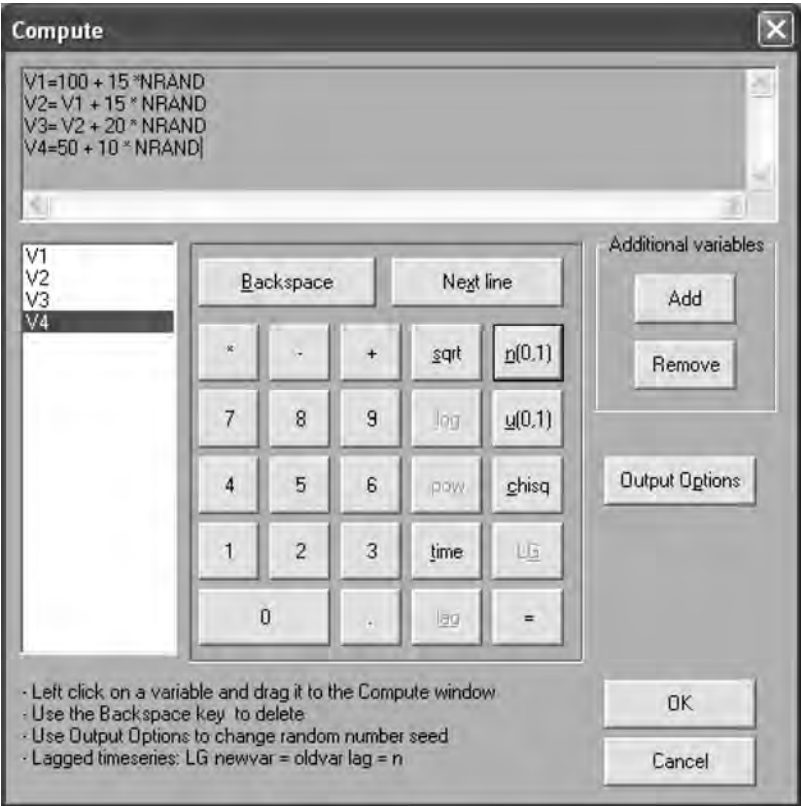 Compute
V1=100 + 15 *NRAND
V2= V1 + 15 * NRAND
V3= V2 + 20 * NRAND
V4=50 + 10 * NRAND
V1
V2
V3
V4
Backspace Next line
* - + sqrt n(0,1)
7 8 9 log u(0,1)
4 5 6 pow chisq
1 2 3 time LG
0 . lag =
Additional variables
Add
Remove
Output Options
- Left click on a variable and drag it to the Compute window
- Use the Backspace key to delete
- Use Output Options to change random number seed
- Lagged timeseries: LG newvar = oldvar lag = n
OK
Cancel